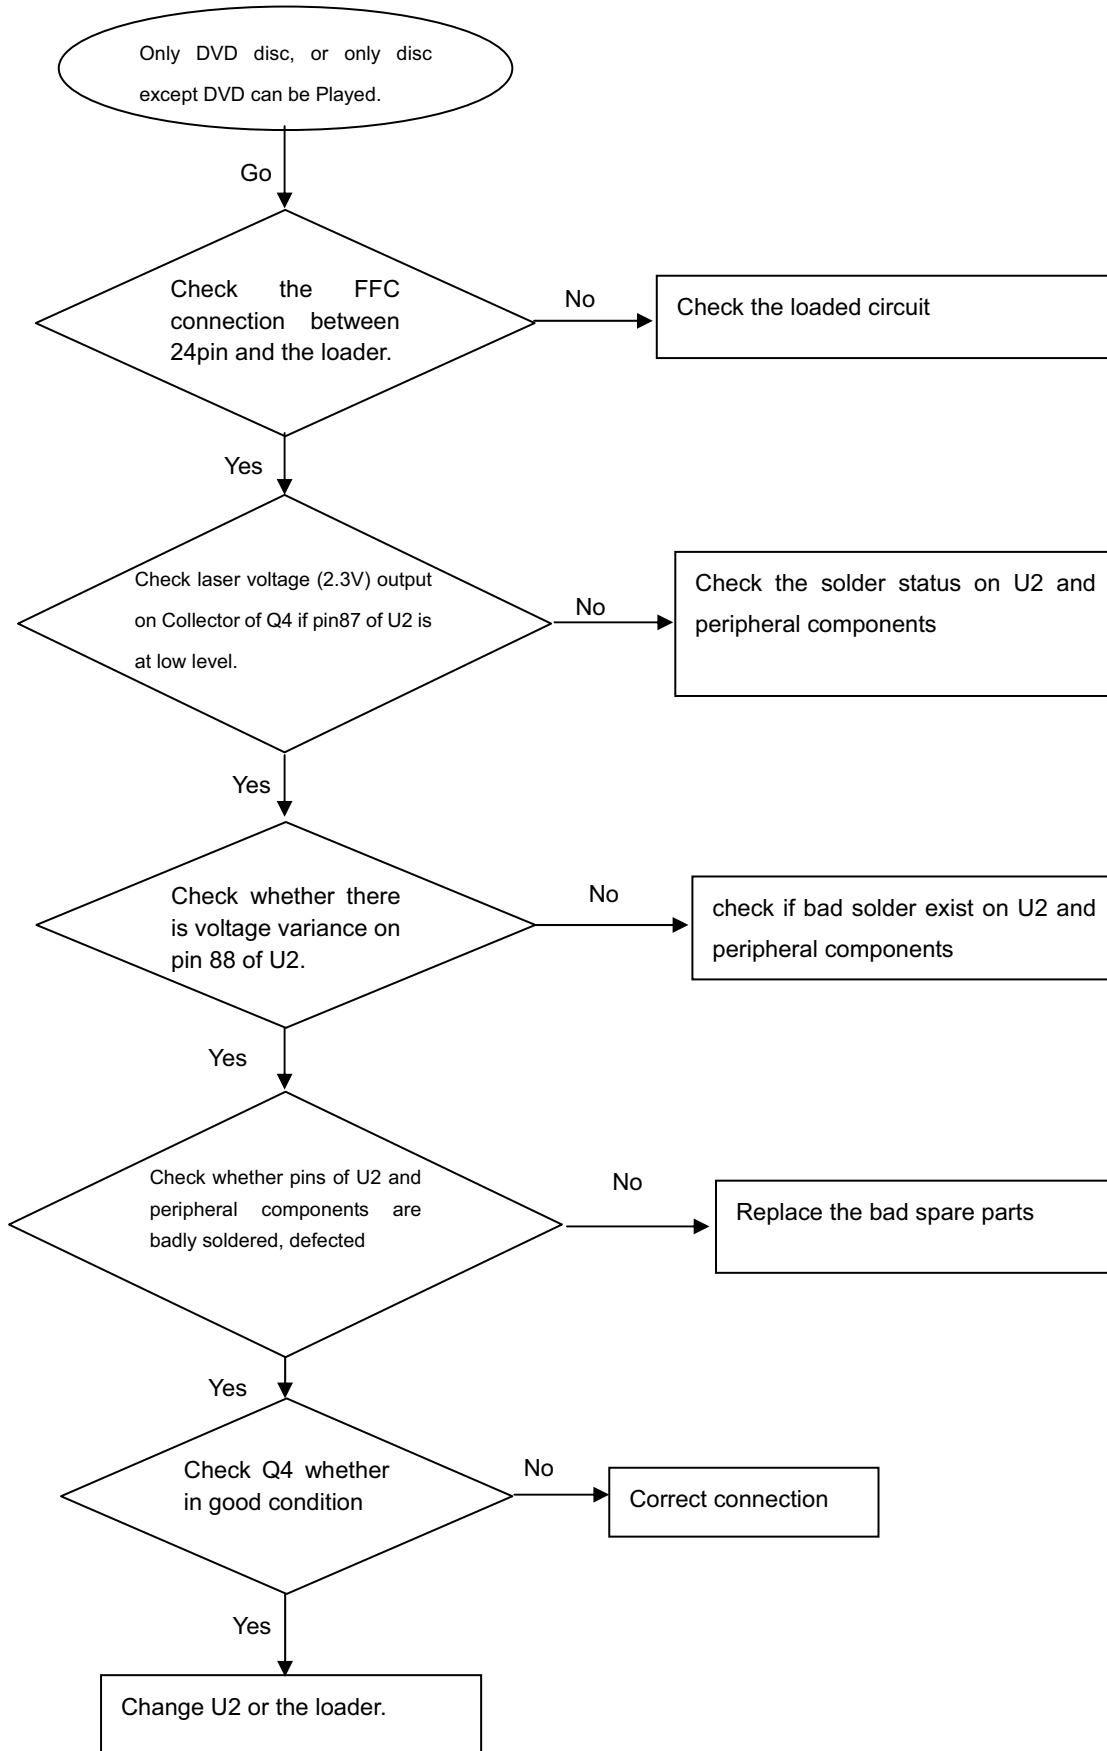 Only DVD disc, or only disc
except DVD can be Played.
Go
Check the FFC
connection between
24pin and the loader.
No
Check the loaded circuit
Yes
Check laser voltage (2.3V) output
on Collector of Q4 if pin87 of U2 is
at low level.
No
Check the solder status on U2 and
peripheral components
Yes
Check whether there
is voltage variance on
pin 88 of U2.
No
check if bad solder exist on U2 and
peripheral components
Yes
Check whether pins of U2 and
peripheral components are
badly soldered, defected
No
Replace the bad spare parts
Yes
Check Q4 whether
in good condition
No
Correct connection
Yes
Change U2 or the loader.